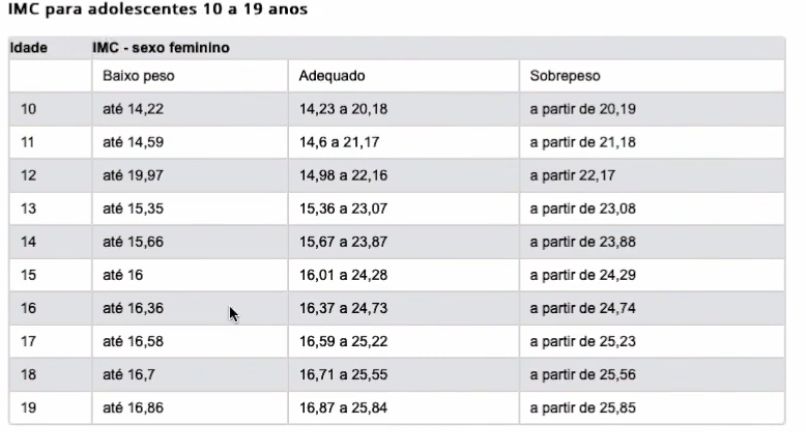 IMC para adolescentes 10 a 19 anos
Idade IMC - sexo feminino
Baixo peso Adequado Sobrepeso
10 até 14,22 14,23 a 20,18 a partir de 20,19
11 até 14,59 14,6 a 21,17 a partir de 21,18
12 até 19,97 14,98 a 22,16 a partir 22,17
13 até 15,35 15,36 a 23,07 a partir de 23,08
14 até 15,66 15,67 a 23,87 a partir de 23,88
15 até 16 16,01 a 24,28 a partir de 24,29
16 até 16,36 16,37 a 24,73 a partir de 24,74
17 até 16,58 16,59 a 25,22 a partir de 25,23
18 até 16,7 16,71 a 25,55 a partir de 25,56
19 até 16,86 16,87 a 25,84 a partir de 25,85